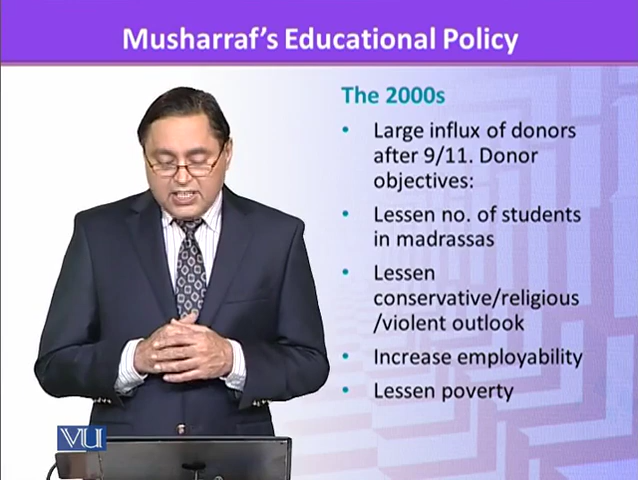 Musharraf's Educational Policy
The 2000s
• Large influx of donors
after 9/11. Donor
objectives:
• Lessen no. of students
in madrassas
• Lessen
conservative/religious
/violent outlook
• Increase employability
• Lessen poverty
VU